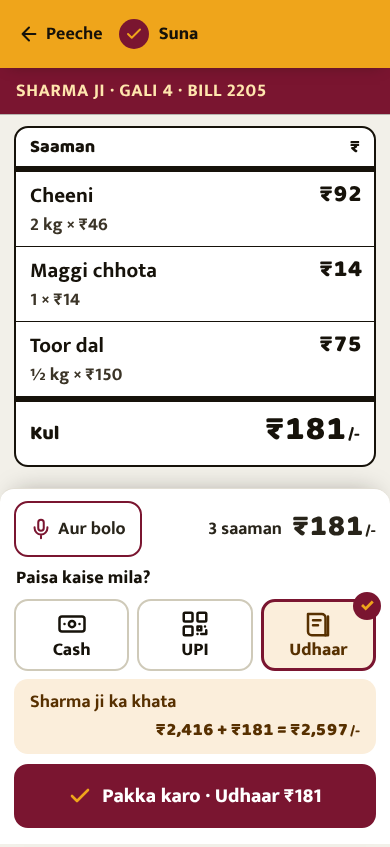 Peeche Suna
SHARMA JI · GALI 4 · BILL 2205
Saaman ₹
Cheeni ₹92
2 kg × ₹46
Maggi chhota ₹14
1 × ₹14
Toor dal ₹75
½ kg × ₹150
Kul ₹181/-
Aur bolo 3 saaman ₹181/-
Paisa kaise mila?
Cash UPI Udhaar
Sharma ji ka khata
₹2,416 + ₹181 = ₹2,597/-
Pakka karo · Udhaar ₹181